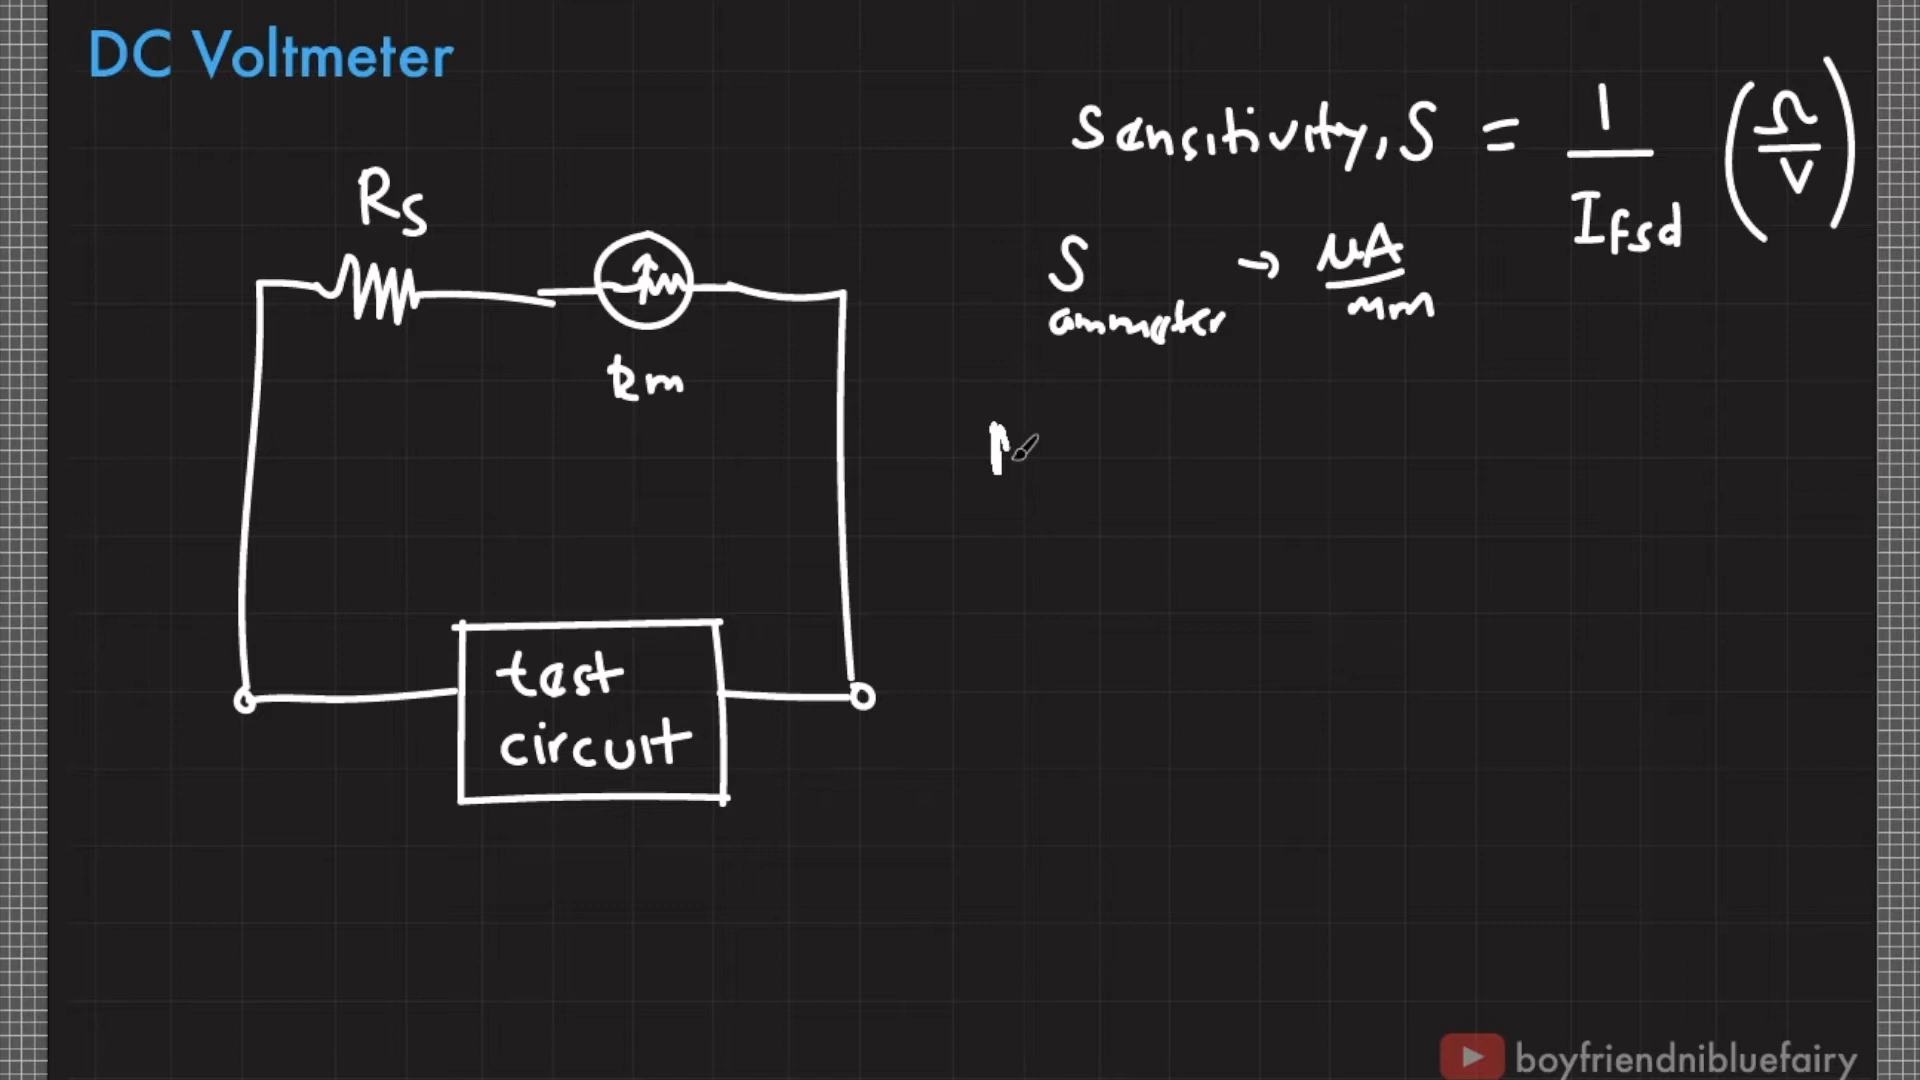 DC Voltmeter
Sensitivity, S = 1 / Ifsd (Ω/V)
Rs
S ammeter → μA/mm
Rm
test
circuit
boyfriendnibluefairy